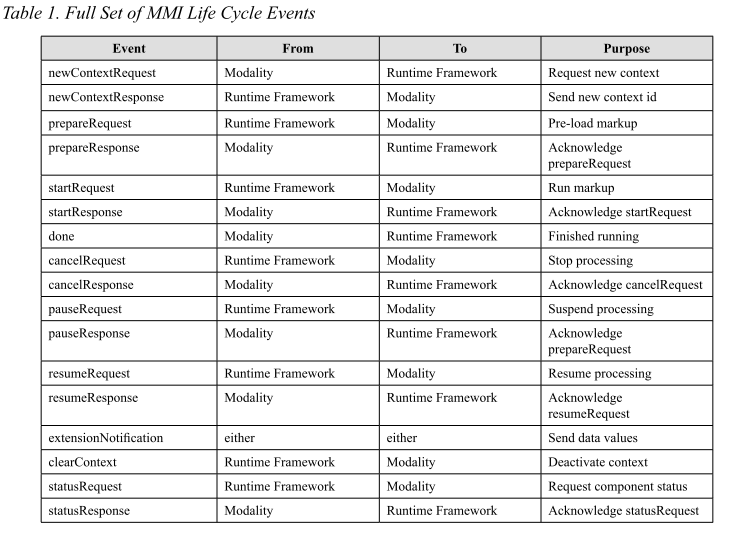 Table 1. Full Set of MMI Life Cycle Events
Event From To Purpose
newContextRequest Modality Runtime Framework Request new context
newContextResponse Runtime Framework Modality Send new context id
prepareRequest Runtime Framework Modality Pre-load markup
prepareResponse Modality Runtime Framework Acknowledge
prepareRequest
startRequest Runtime Framework Modality Run markup
startResponse Modality Runtime Framework Acknowledge startRequest
done Modality Runtime Framework Finished running
cancelRequest Runtime Framework Modality Stop processing
cancelResponse Modality Runtime Framework Acknowledge cancelRequest
pauseRequest Runtime Framework Modality Suspend processing
pauseResponse Modality Runtime Framework Acknowledge
prepareRequest
resumeRequest Runtime Framework Modality Resume processing
resumeResponse Modality Runtime Framework Acknowledge
resumeRequest
extensionNotification either either Send data values
clearContext Runtime Framework Modality Deactivate context
statusRequest Runtime Framework Modality Request component status
statusResponse Modality Runtime Framework Acknowledge statusRequest